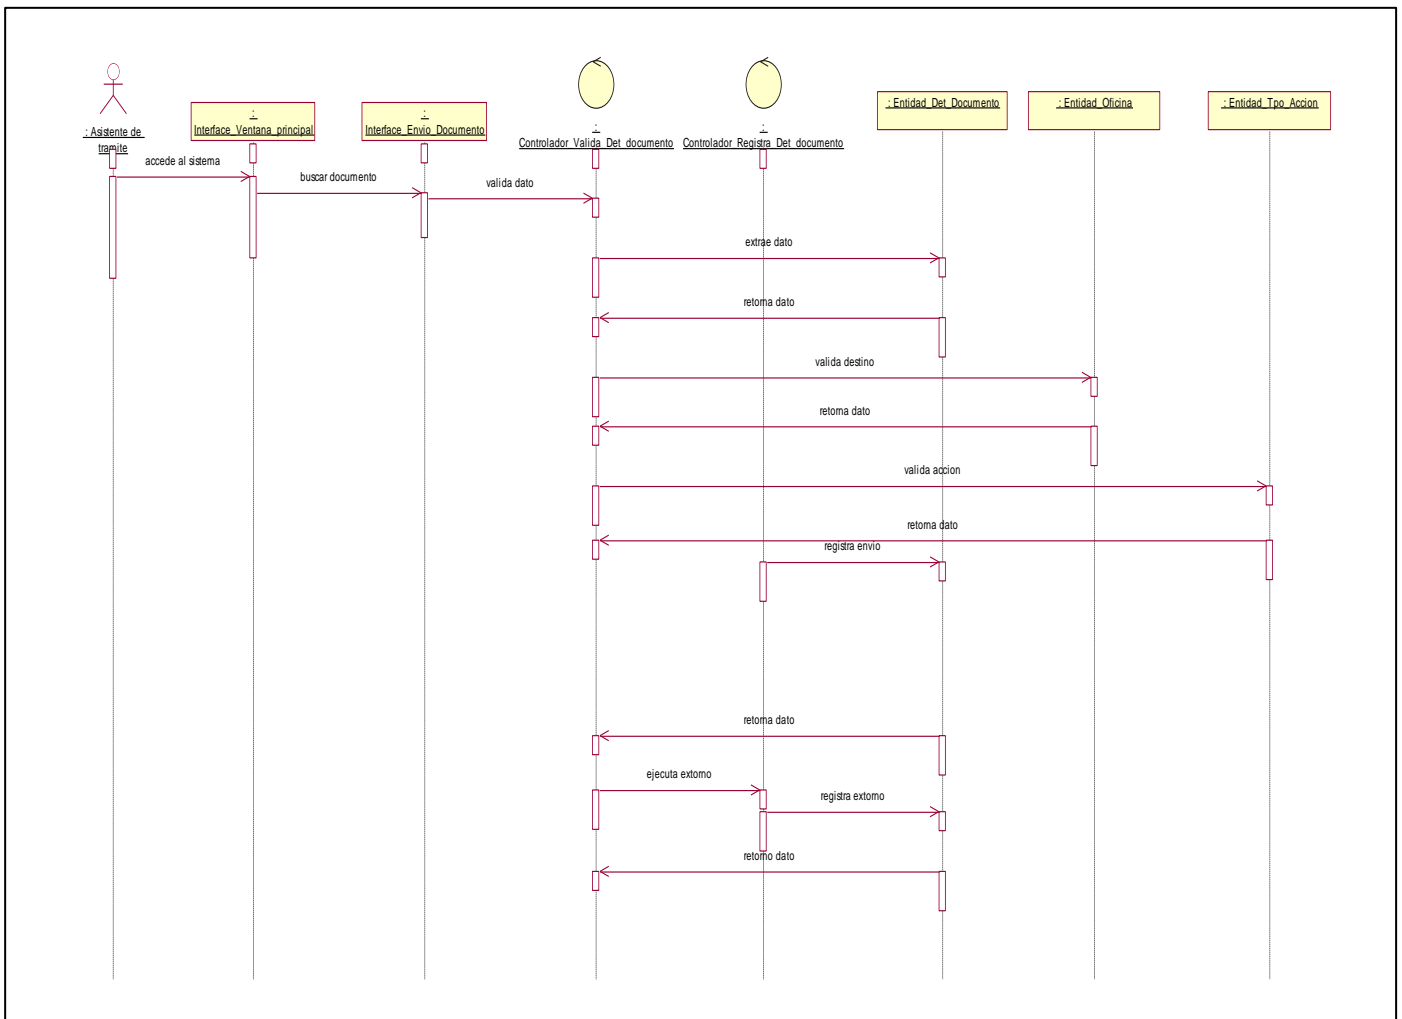 : Asistente de
tramite
:
Interface_Ventana_principal
:
Interface_Envio_Documento
:
Controlador_Valida_Det_documento
:
Controlador_Registra_Det_documento
: Entidad_Det_Documento
: Entidad_Oficina
: Entidad_Tpo_Accion
accede al sistema
buscar documento
valida dato
extrae dato
retorna dato
valida destino
retorna dato
valida accion
retorna dato
registra envio
retorna dato
ejecuta extorno
registra extorno
retorno dato